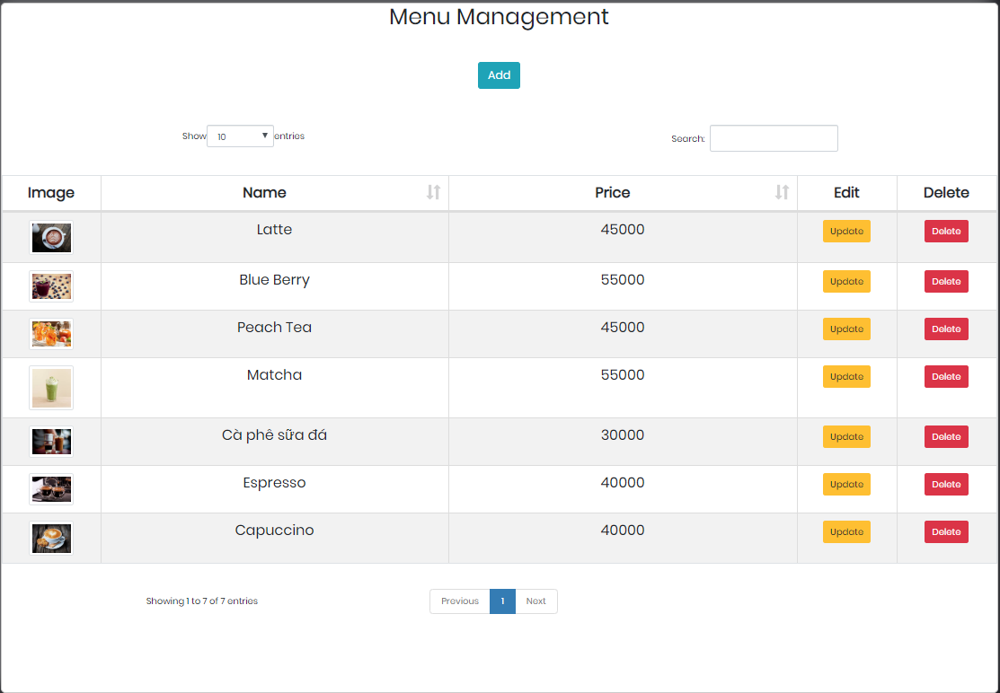 Menu Management
Add
Show 10 entries
Search:
Image Name Price Edit Delete
Latte 45000 Update Delete
Blue Berry 55000 Update Delete
Peach Tea 45000 Update Delete
Matcha 55000 Update Delete
Cà phê sữa đá 30000 Update Delete
Espresso 40000 Update Delete
Capuccino 40000 Update Delete
Showing 1 to 7 of 7 entries
Previous 1 Next